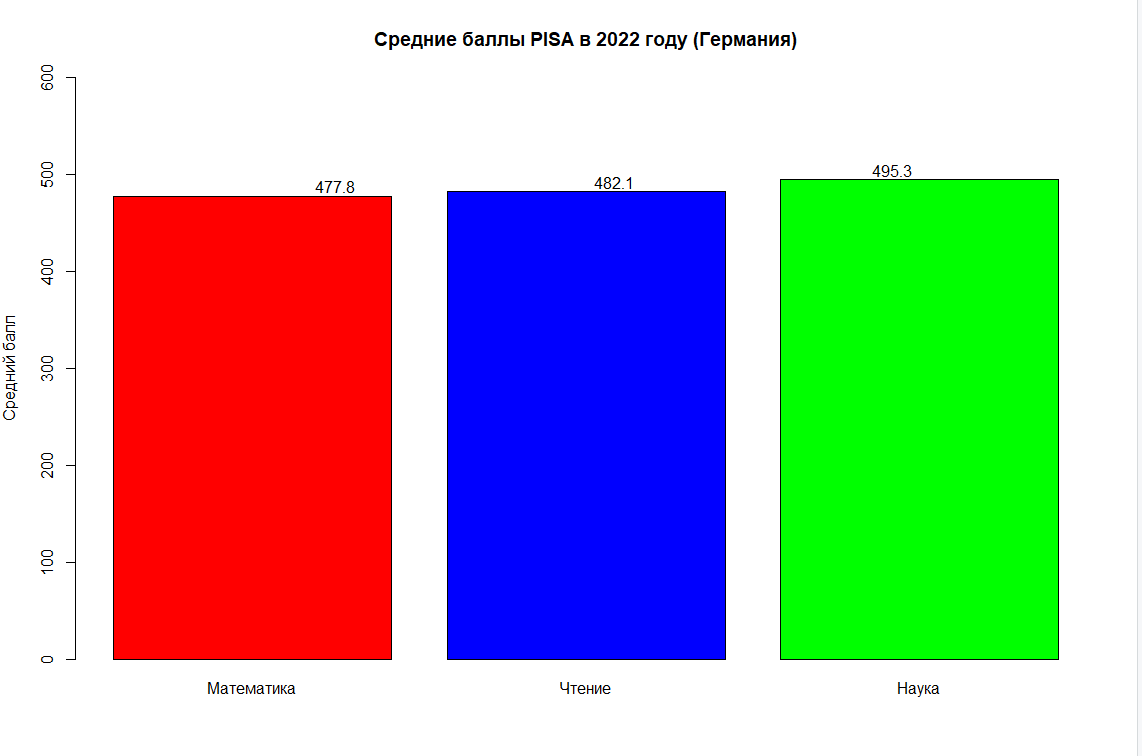 Средние баллы PISA в 2022 году (Германия)
600
500
400
300
200
100
0
Средний балл
477.8
482.1
495.3
Математика
Чтение
Наука